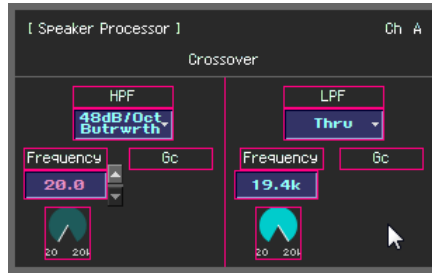 [ Speaker Processor ] Ch A
Crossover
HPF LPF
48dB/Oct
Butrwrth Thru
Frequency Gc Frequency Gc
20.0 19.4k
20 20k 20 20k